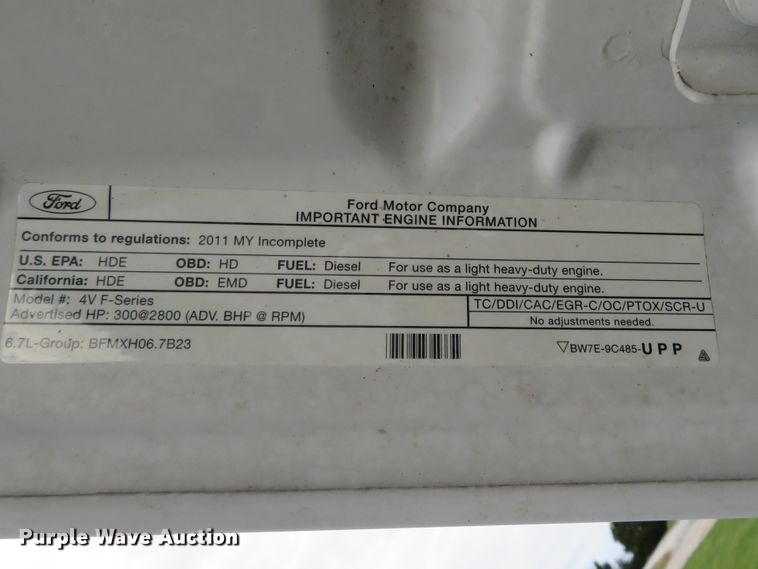 Ford
Ford Motor Company
IMPORTANT ENGINE INFORMATION
Conforms to regulations: 2011 MY Incomplete
U.S. EPA: HDE OBD: HD FUEL: Diesel For use as a light heavy-duty engine.
California: HDE OBD: EMD FUEL: Diesel For use as a light heavy-duty engine.
Model #: 4V F-Series
Advertised HP: 300@2800 (ADV. BHP @ RPM)
TC/DDI/CAC/EGR-C/OC/PTOX/SCR-U
No adjustments needed.
6.7L-Group: BFMXH06.7B23
BW7E-9C485-UPP
Purple Wave Auction